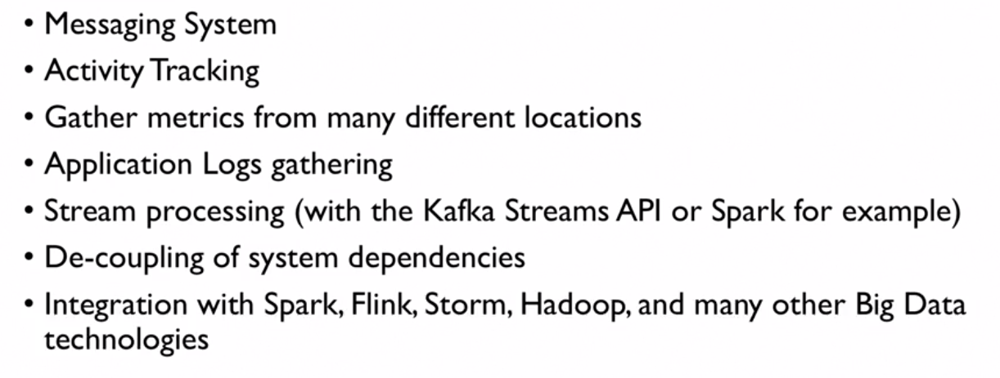 • Messaging System
• Activity Tracking
• Gather metrics from many different locations
• Application Logs gathering
• Stream processing (with the Kafka Streams API or Spark for example)
• De-coupling of system dependencies
• Integration with Spark, Flink, Storm, Hadoop, and many other Big Data
technologies